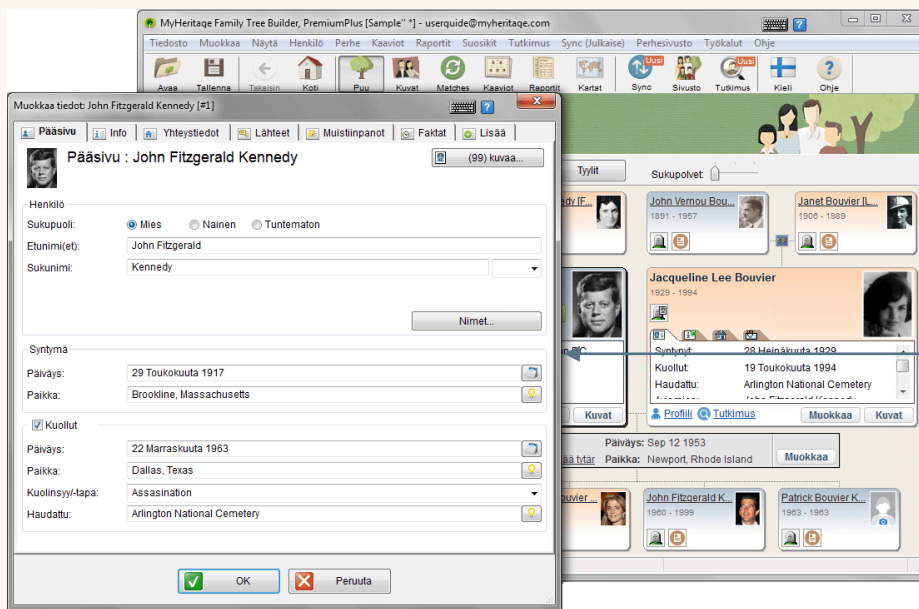 MyHeritage Family Tree Builder, PremiumPlus [Sample" *] - userguide@myheritage.com
Tiedosto Muokkaa Näytä Henkilö Perhe Kaaviot Raportit Suosikit Tutkimus Sync (Julkaise) Perhesivusto Työkalut Ohje
Uusi Uusi
Avaa Tallenna Takaisin Koti Puu Kuvat Matches Kaaviot Raportit Kartat Sync Sivusto Tutkimus Kieli Ohje
Muokkaa tiedot: John Fitzgerald Kennedy [#1]
Pääsivu Info Yhteystiedot Lähteet Muistiinpanot Faktat Lisää
Pääsivu : John Fitzgerald Kennedy
(99) kuvaa...
Henkilö
Sukupuoli: Mies Nainen Tuntematon
Etunimi(et): John Fitzgerald
Sukunimi: Kennedy
Nimet...
Syntymä
Päiväys: 29 Toukokuuta 1917
Paikka: Brookline, Massachusetts
Kuollut
Päiväys: 22 Marraskuuta 1963
Paikka: Dallas, Texas
Kuolinsyy/-tapa: Assasination
Haudattu: Arlington National Cemetery
OK Peruuta
Tyylit Sukupolvet:
edy [F...
John Vernou Bou...
1891 - 1957
Janet Bouvier [L...
1906 - 1989
Jacqueline Lee Bouvier
1929 - 1994
Syntynyt: 28 Heinäkuuta 1929
Kuollut: 19 Toukokuuta 1994
Haudattu: Arlington National Cemetery
Profiili Tutkimus Muokkaa Kuvat
Kuvat
Päiväys: Sep 12 1953
ää tytär Paikka: Newport, Rhode Island
Muokkaa
ouvier ...
John Fitzgerald K...
1960 - 1999
Patrick Bouvier K...
1963 - 1963